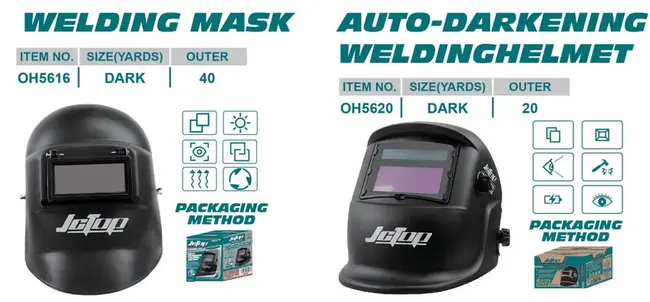 WELDING MASK
ITEM NO. SIZE(YARDS) OUTER
OH5616 DARK 40
JCTOP
PACKAGING
METHOD
AUTO-DARKENING
WELDINGHELMET
ITEM NO. SIZE(YARDS) OUTER
OH5620 DARK 20
JCTOP
PACKAGING
METHOD